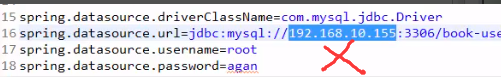 15 spring.datasource.driverClassName=com.mysql.jdbc.Driver
16 spring.datasource.url=jdbc:mysql://192.168.10.155:3306/book-use
17 spring.datasource.username=root
18 spring.datasource.password=agan